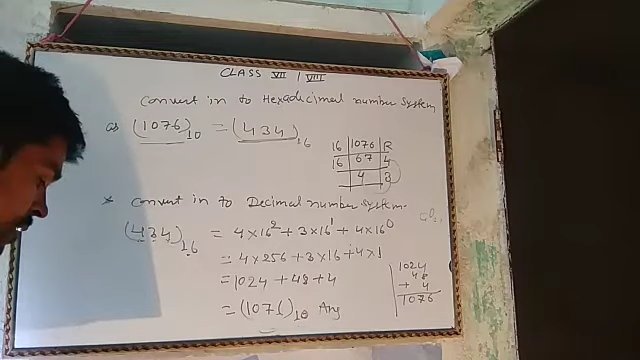 CLASS VII / VIII
Convert in to Hexadecimal number System
as (1076)10 = (434)16
16 | 1076 | R
16 | 67 | 4
4 | 3
* Convert in to Decimal number System.
(434)16 = 4×16² + 3×16¹ + 4×16⁰
= 4×256 + 3×16 + 4×1
= 1024 + 48 + 4
= (1076)10 Ans
1024
48
+ 4
1076